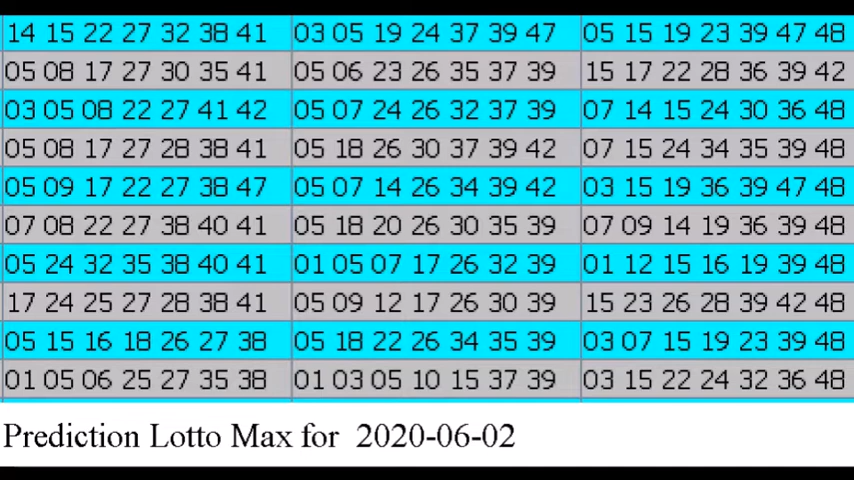 14 15 22 27 32 38 41 03 05 19 24 37 39 47 05 15 19 23 39 47 48
05 08 17 27 30 35 41 05 06 23 26 35 37 39 15 17 22 28 36 39 42
03 05 08 22 27 41 42 05 07 24 26 32 37 39 07 14 15 24 30 36 48
05 08 17 27 28 38 41 05 18 26 30 37 39 42 07 15 24 34 35 39 48
05 09 17 22 27 38 47 05 07 14 26 34 39 42 03 15 19 36 39 47 48
07 08 22 27 38 40 41 05 18 20 26 30 35 39 07 09 14 19 36 39 48
05 24 32 35 38 40 41 01 05 07 17 26 32 39 01 12 15 16 19 39 48
17 24 25 27 28 38 41 05 09 12 17 26 30 39 15 23 26 28 39 42 48
05 15 16 18 26 27 38 05 18 22 26 34 35 39 03 07 15 19 23 39 48
01 05 06 25 27 35 38 01 03 05 10 15 37 39 03 15 22 24 32 36 48
Prediction Lotto Max for 2020-06-02